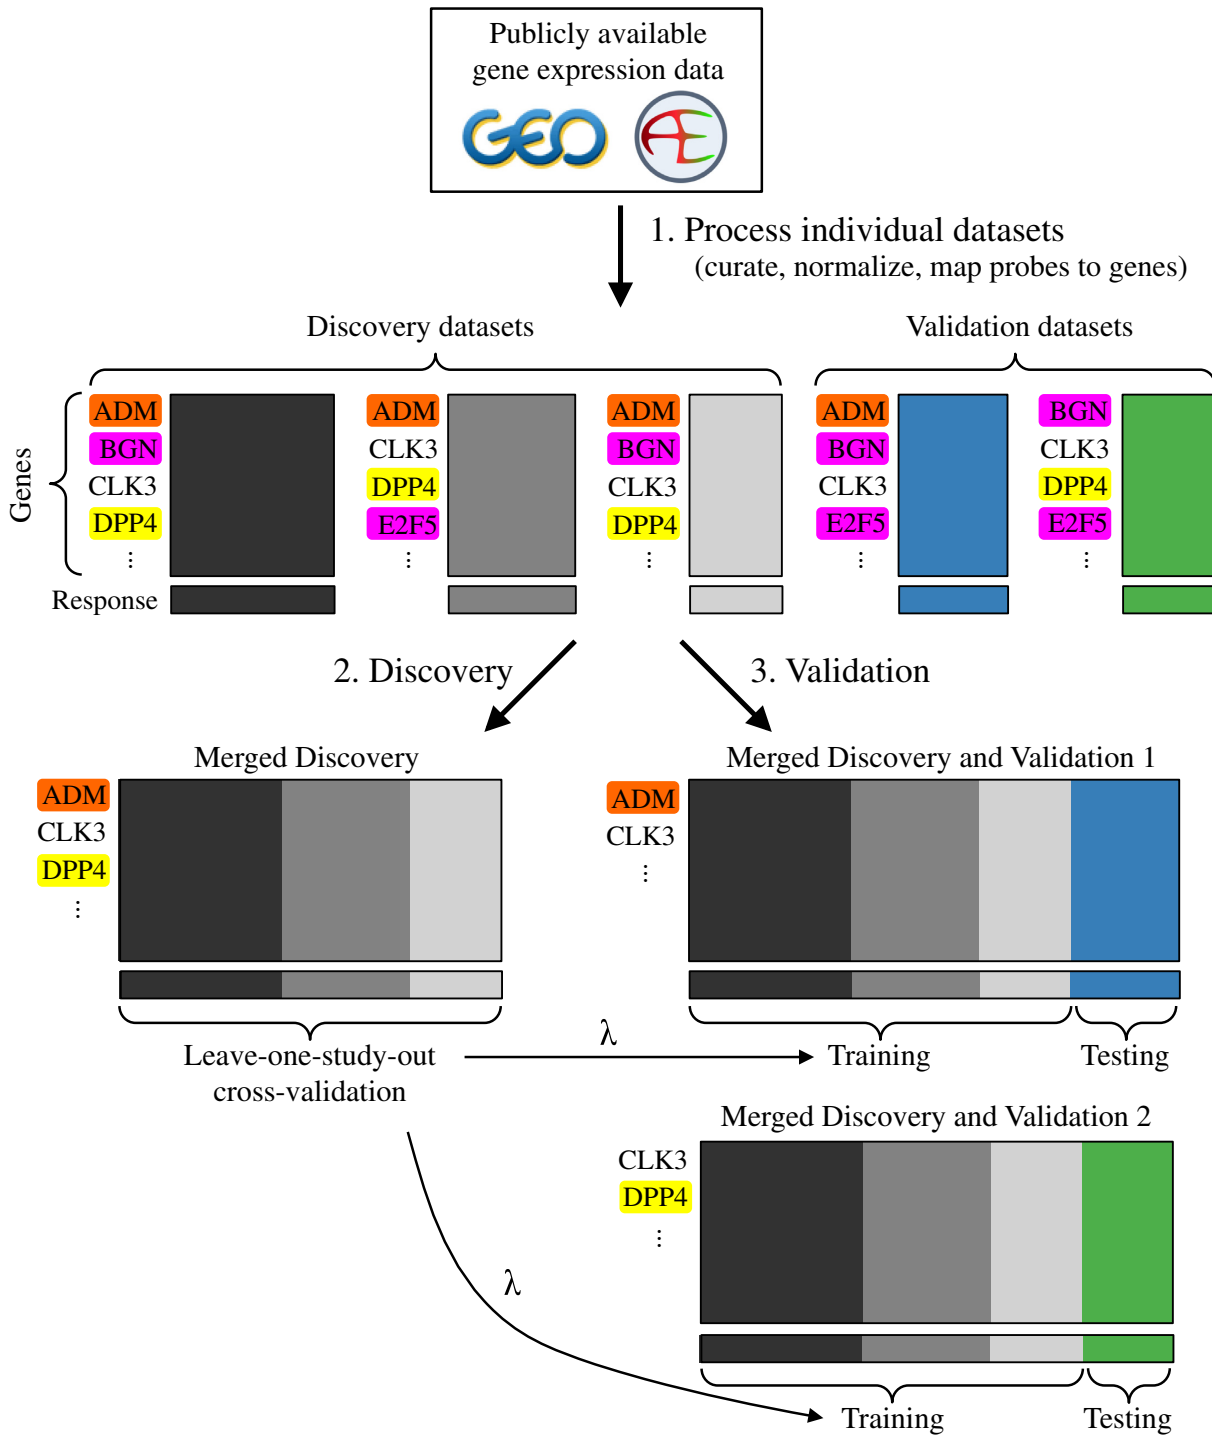 Publicly available
gene expression data
GEO AE
1. Process individual datasets
(curate, normalize, map probes to genes)
Discovery datasets
Validation datasets
Genes
ADM
BGN
CLK3
DPP4
⋮
ADM
CLK3
DPP4
E2F5
⋮
ADM
BGN
CLK3
DPP4
⋮
ADM
BGN
CLK3
E2F5
⋮
BGN
CLK3
DPP4
E2F5
⋮
Response
2. Discovery
3. Validation
Merged Discovery
ADM
CLK3
DPP4
⋮
Leave-one-study-out
cross-validation
Merged Discovery and Validation 1
ADM
CLK3
⋮
λ
Training
Testing
Merged Discovery and Validation 2
CLK3
DPP4
⋮
λ
Training
Testing